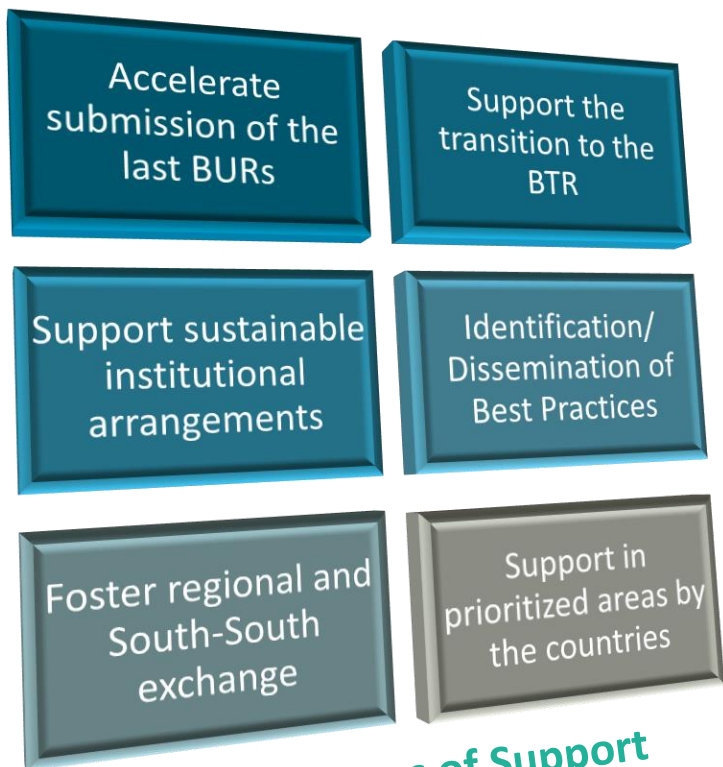 Accelerate
submission of the
last BURs
Support the
transition to the
BTR
Support sustainable
institutional
arrangements
Identification/
Dissemination of
Best Practices
Foster regional and
South-South
exchange
Support in
prioritized areas by
the countries
of Support